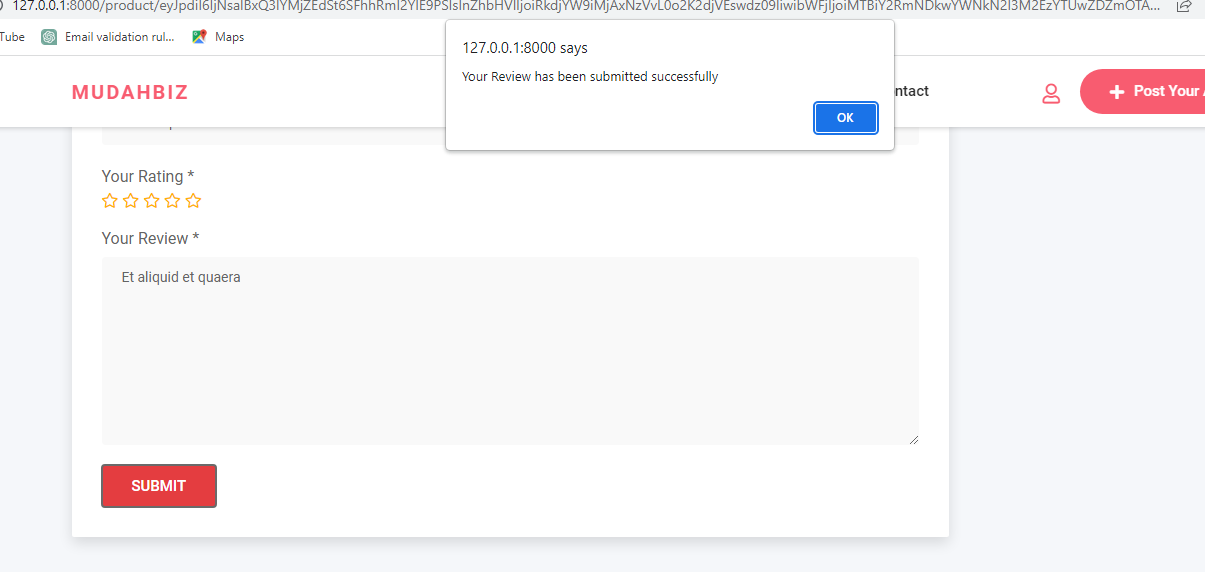 127.0.0.1:8000/product/eyJpdiI6IjNsalBxQ3lYMjZEdSt6SFhhRml2YlE9PSIsInZhbHVlIjoiRkdjYW9iMjAxNzVvL0o2K2djVEswdz09IiwibWFjIjoiMTBiY2RmNDkwYWNkN2I3M2EzYTUwZDZmOTA...
Tube Email validation rul... Maps
127.0.0.1:8000 says
Your Review has been submitted successfully
OK
MUDAHBIZ
ntact
Post Your
Your Rating *
Your Review *
Et aliquid et quaera
SUBMIT